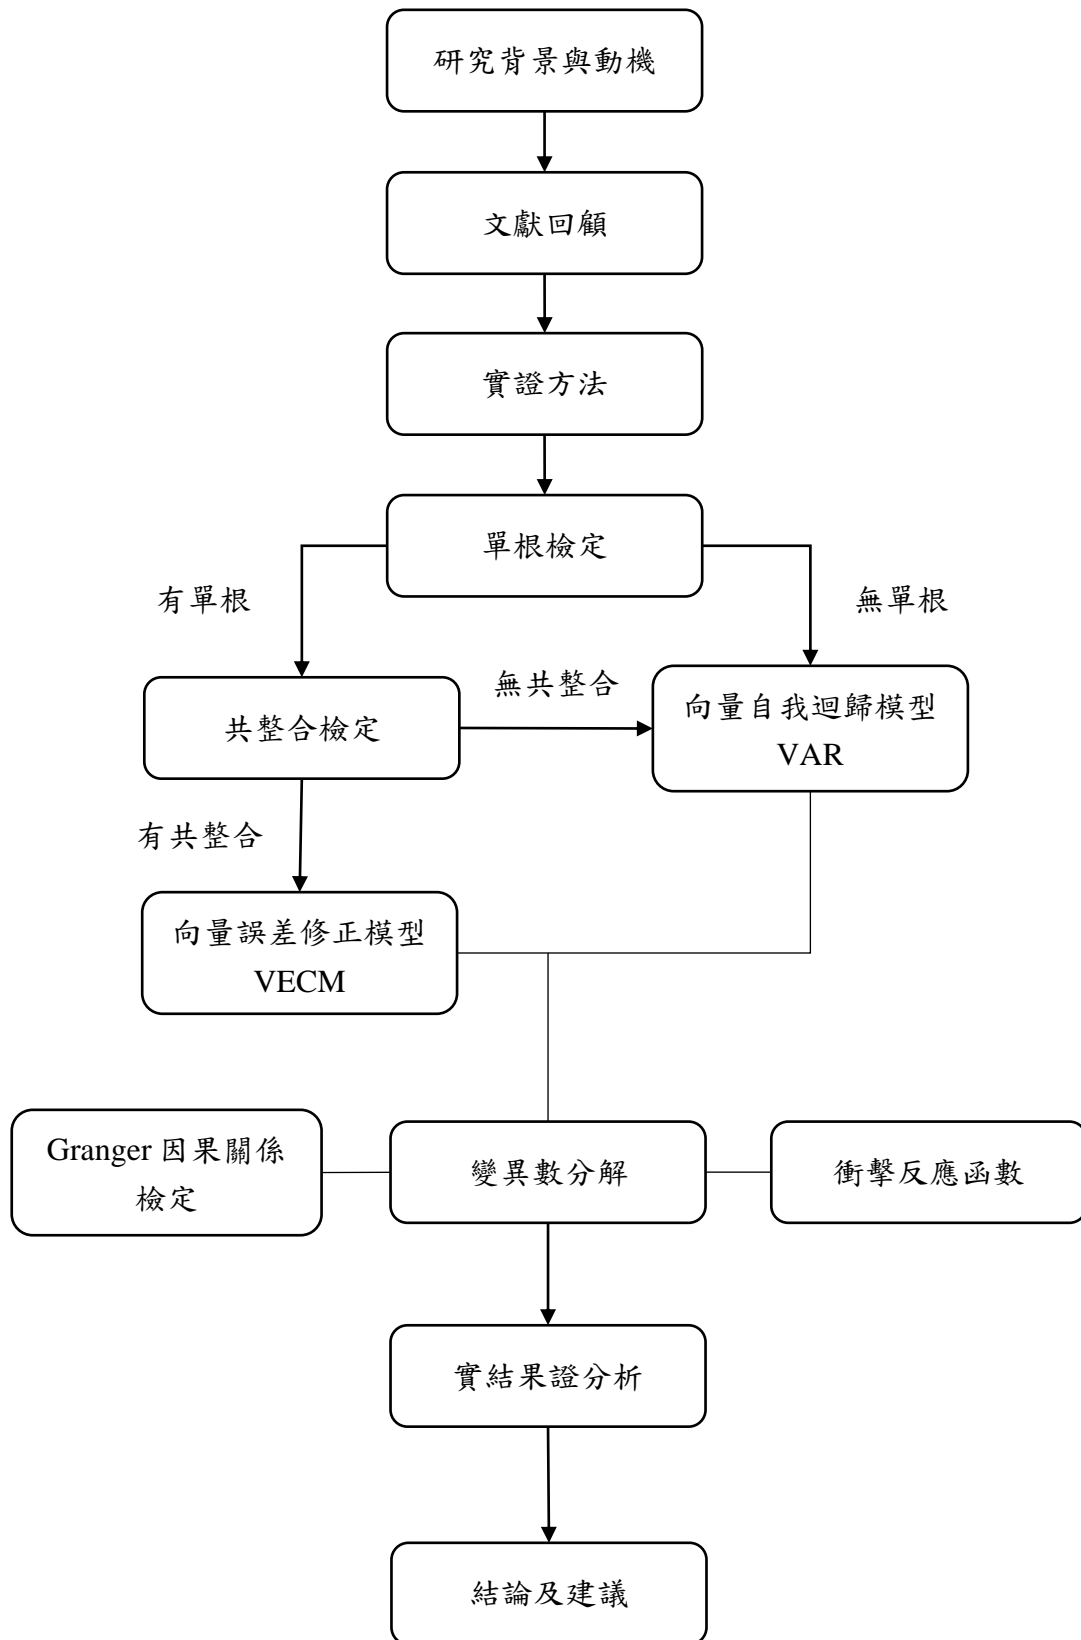 研究背景與動機
文獻回顧
實證方法
單根檢定
有單根
無單根
共整合檢定
無共整合
向量自我迴歸模型
VAR
有共整合
向量誤差修正模型
VECM
Granger 因果關係
檢定
變異數分解
衝擊反應函數
實結果證分析
結論及建議